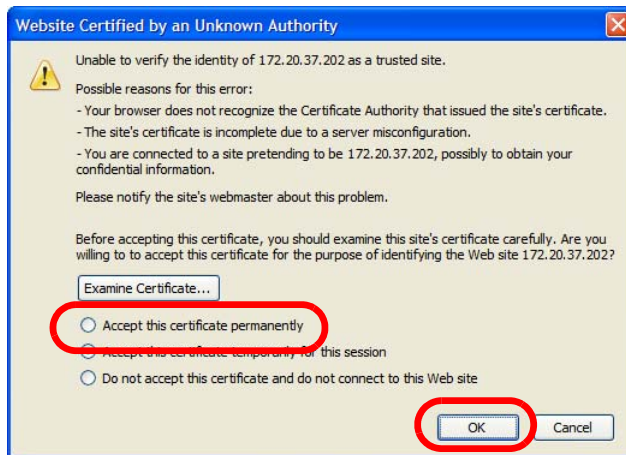 Website Certified by an Unknown Authority
Unable to verify the identity of 172.20.37.202 as a trusted site.
Possible reasons for this error:
- Your browser does not recognize the Certificate Authority that issued the site's certificate.
- The site's certificate is incomplete due to a server misconfiguration.
- You are connected to a site pretending to be 172.20.37.202, possibly to obtain your
confidential information.
Please notify the site's webmaster about this problem.
Before accepting this certificate, you should examine this site's certificate carefully. Are you
willing to to accept this certificate for the purpose of identifying the Web site 172.20.37.202?
Examine Certificate...
Accept this certificate permanently
Accept this certificate temporarily for this session
Do not accept this certificate and do not connect to this Web site
OK Cancel